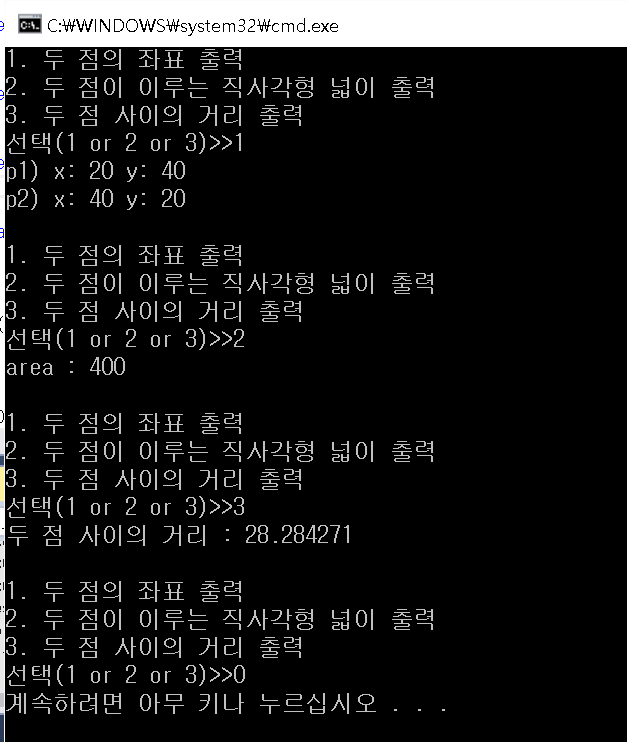 C:\WINDOWS\system32\cmd.exe
1. 두 점의 좌표 출력
2. 두 점이 이루는 직사각형 넓이 출력
3. 두 점 사이의 거리 출력
선택(1 or 2 or 3)>>1
p1) x: 20 y: 40
p2) x: 40 y: 20
1. 두 점의 좌표 출력
2. 두 점이 이루는 직사각형 넓이 출력
3. 두 점 사이의 거리 출력
선택(1 or 2 or 3)>>2
area : 400
1. 두 점의 좌표 출력
2. 두 점이 이루는 직사각형 넓이 출력
3. 두 점 사이의 거리 출력
선택(1 or 2 or 3)>>3
두 점 사이의 거리 : 28.284271
1. 두 점의 좌표 출력
2. 두 점이 이루는 직사각형 넓이 출력
3. 두 점 사이의 거리 출력
선택(1 or 2 or 3)>>0
계속하려면 아무 키나 누르십시오 . . .